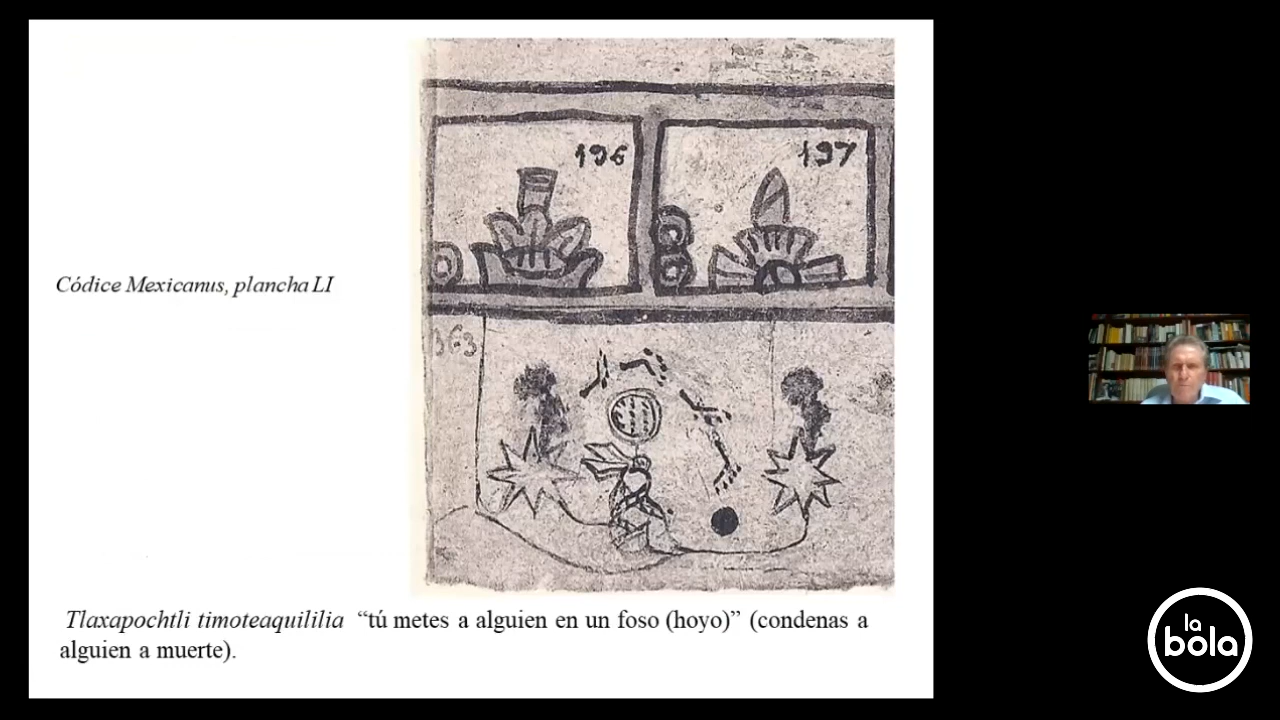 196
197
Códice Mexicanus, plancha LI
Tlaxapochtli timoteaquililia “tú metes a alguien en un foso (hoyo)” (condenas a
alguien a muerte).
la
bola